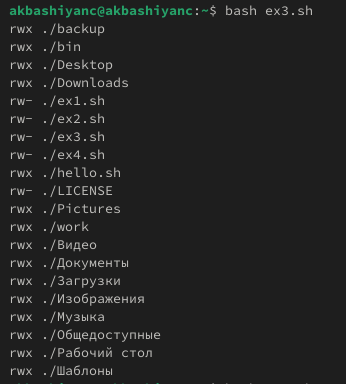 akbashiyanc@akbashiyanc:~$ bash ex3.sh
rwx ./backup
rwx ./bin
rwx ./Desktop
rwx ./Downloads
rw- ./ex1.sh
rw- ./ex2.sh
rw- ./ex3.sh
rw- ./ex4.sh
rwx ./hello.sh
rw- ./LICENSE
rwx ./Pictures
rwx ./work
rwx ./Видео
rwx ./Документы
rwx ./Загрузки
rwx ./Изображения
rwx ./Музыка
rwx ./Общедоступные
rwx ./Рабочий стол
rwx ./Шаблоны